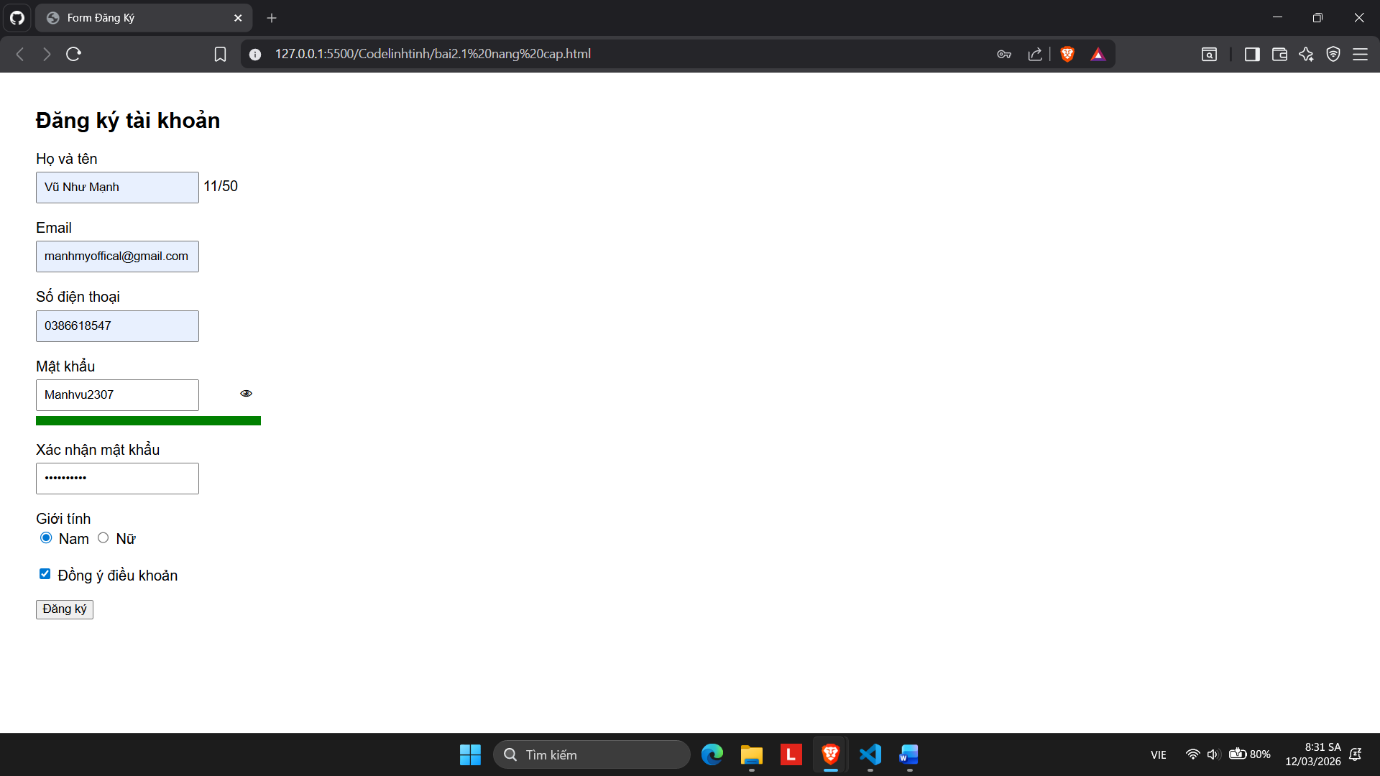 Form Đăng Ký
127.0.0.1:5500/Codelinhtinh/bai2.1%20nang%20cap.html
Đăng ký tài khoản
Họ và tên
Vũ Như Mạnh 11/50
Email
manhmyoffical@gmail.com
Số điện thoại
0386618547
Mật khẩu
Manhvu2307
Xác nhận mật khẩu
••••••••••
Giới tính
Nam Nữ
Đồng ý điều khoản
Đăng ký
Tìm kiếm
L
W
VIE
80%
8:31 SA
12/03/2026